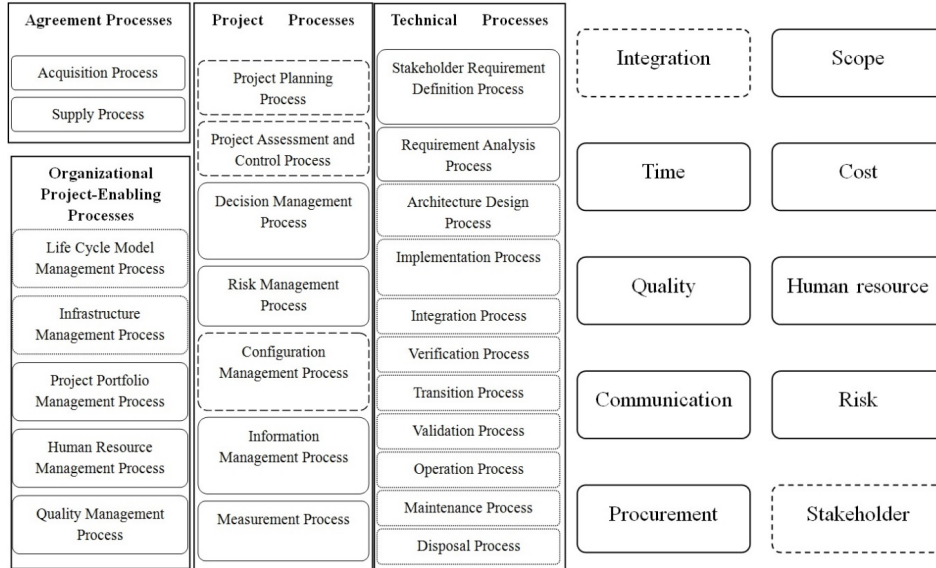 Agreement Processes
Acquisition Process
Supply Process
Organizational
Project-Enabling
Processes
Life Cycle Model
Management Process
Infrastructure
Management Process
Project Portfolio
Management Process
Human Resource
Management Process
Quality Management
Process
Project Processes
Project Planning
Process
Project Assessment and
Control Process
Decision Management
Process
Risk Management
Process
Configuration
Management Process
Information
Management Process
Measurement Process
Technical Processes
Stakeholder Requirement
Definition Process
Requirement Analysis
Process
Architecture Design
Process
Implementation Process
Integration Process
Verification Process
Transition Process
Validation Process
Operation Process
Maintenance Process
Disposal Process
Integration
Scope
Time
Cost
Quality
Human resource
Communication
Risk
Procurement
Stakeholder